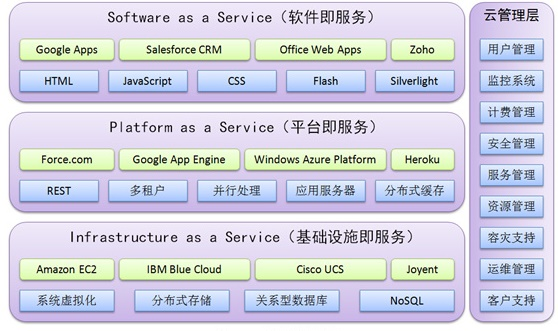 Software as a Service（软件即服务）
Google Apps
Salesforce CRM
Office Web Apps
Zoho
HTML
JavaScript
CSS
Flash
Silverlight
Platform as a Service（平台即服务）
Force.com
Google App Engine
Windows Azure Platform
Heroku
REST
多租户
并行处理
应用服务器
分布式缓存
Infrastructure as a Service（基础设施即服务）
Amazon EC2
IBM Blue Cloud
Cisco UCS
Joyent
系统虚拟化
分布式存储
关系型数据库
NoSQL
云管理层
用户管理
监控系统
计费管理
安全管理
服务管理
资源管理
容灾支持
运维管理
客户支持